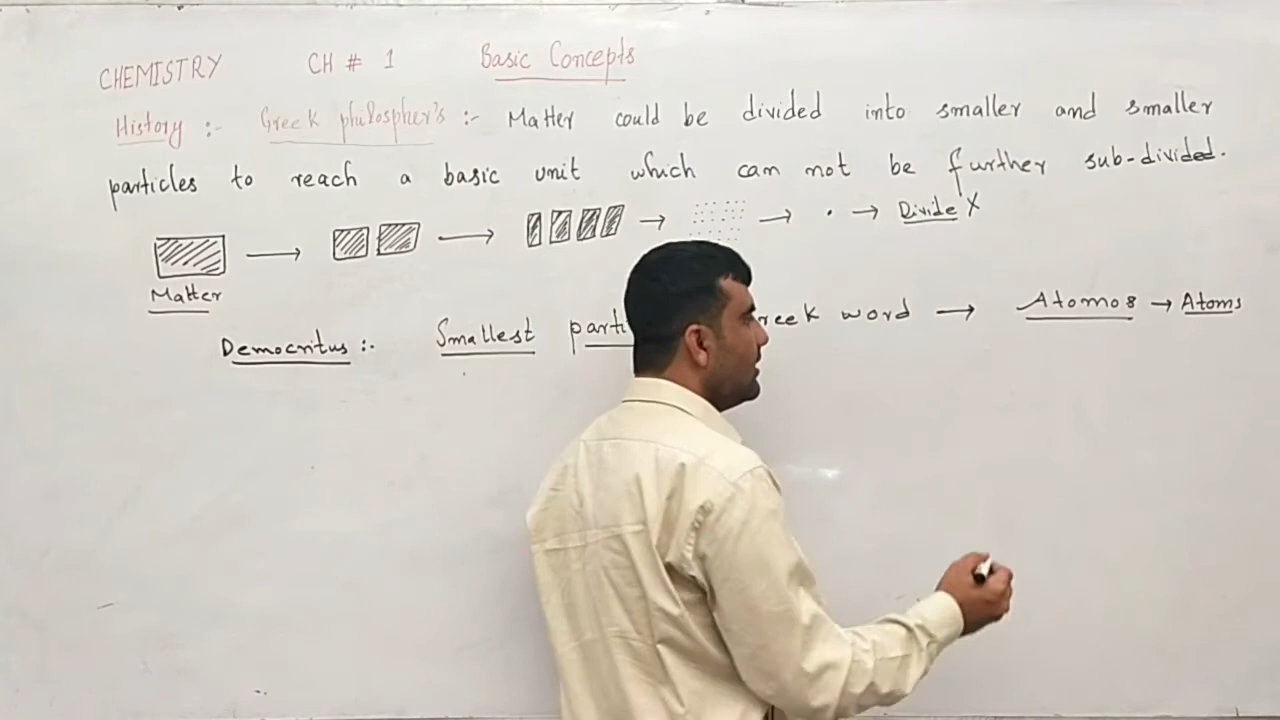 CHEMISTRY CH # 1 Basic Concepts
History :- Greek philospher's :- Matter could be divided into smaller and smaller
particles to reach a basic unit which can not be further sub-divided.
→ → → → • → Divide X
Matter
Democritus :- Smallest parti reek word → Atomos → Atoms